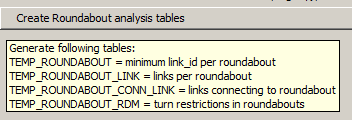 Create Roundabout analysis tables
Generate following tables:
TEMP_ROUNDABOUT = minimum link_id per roundabout
TEMP_ROUNDABOUT_LINK = links per roundabout
TEMP_ROUNDABOUT_CONN_LINK = links connecting to roundabout
TEMP_ROUNDABOUT_RDM = turn restrictions in roundabouts